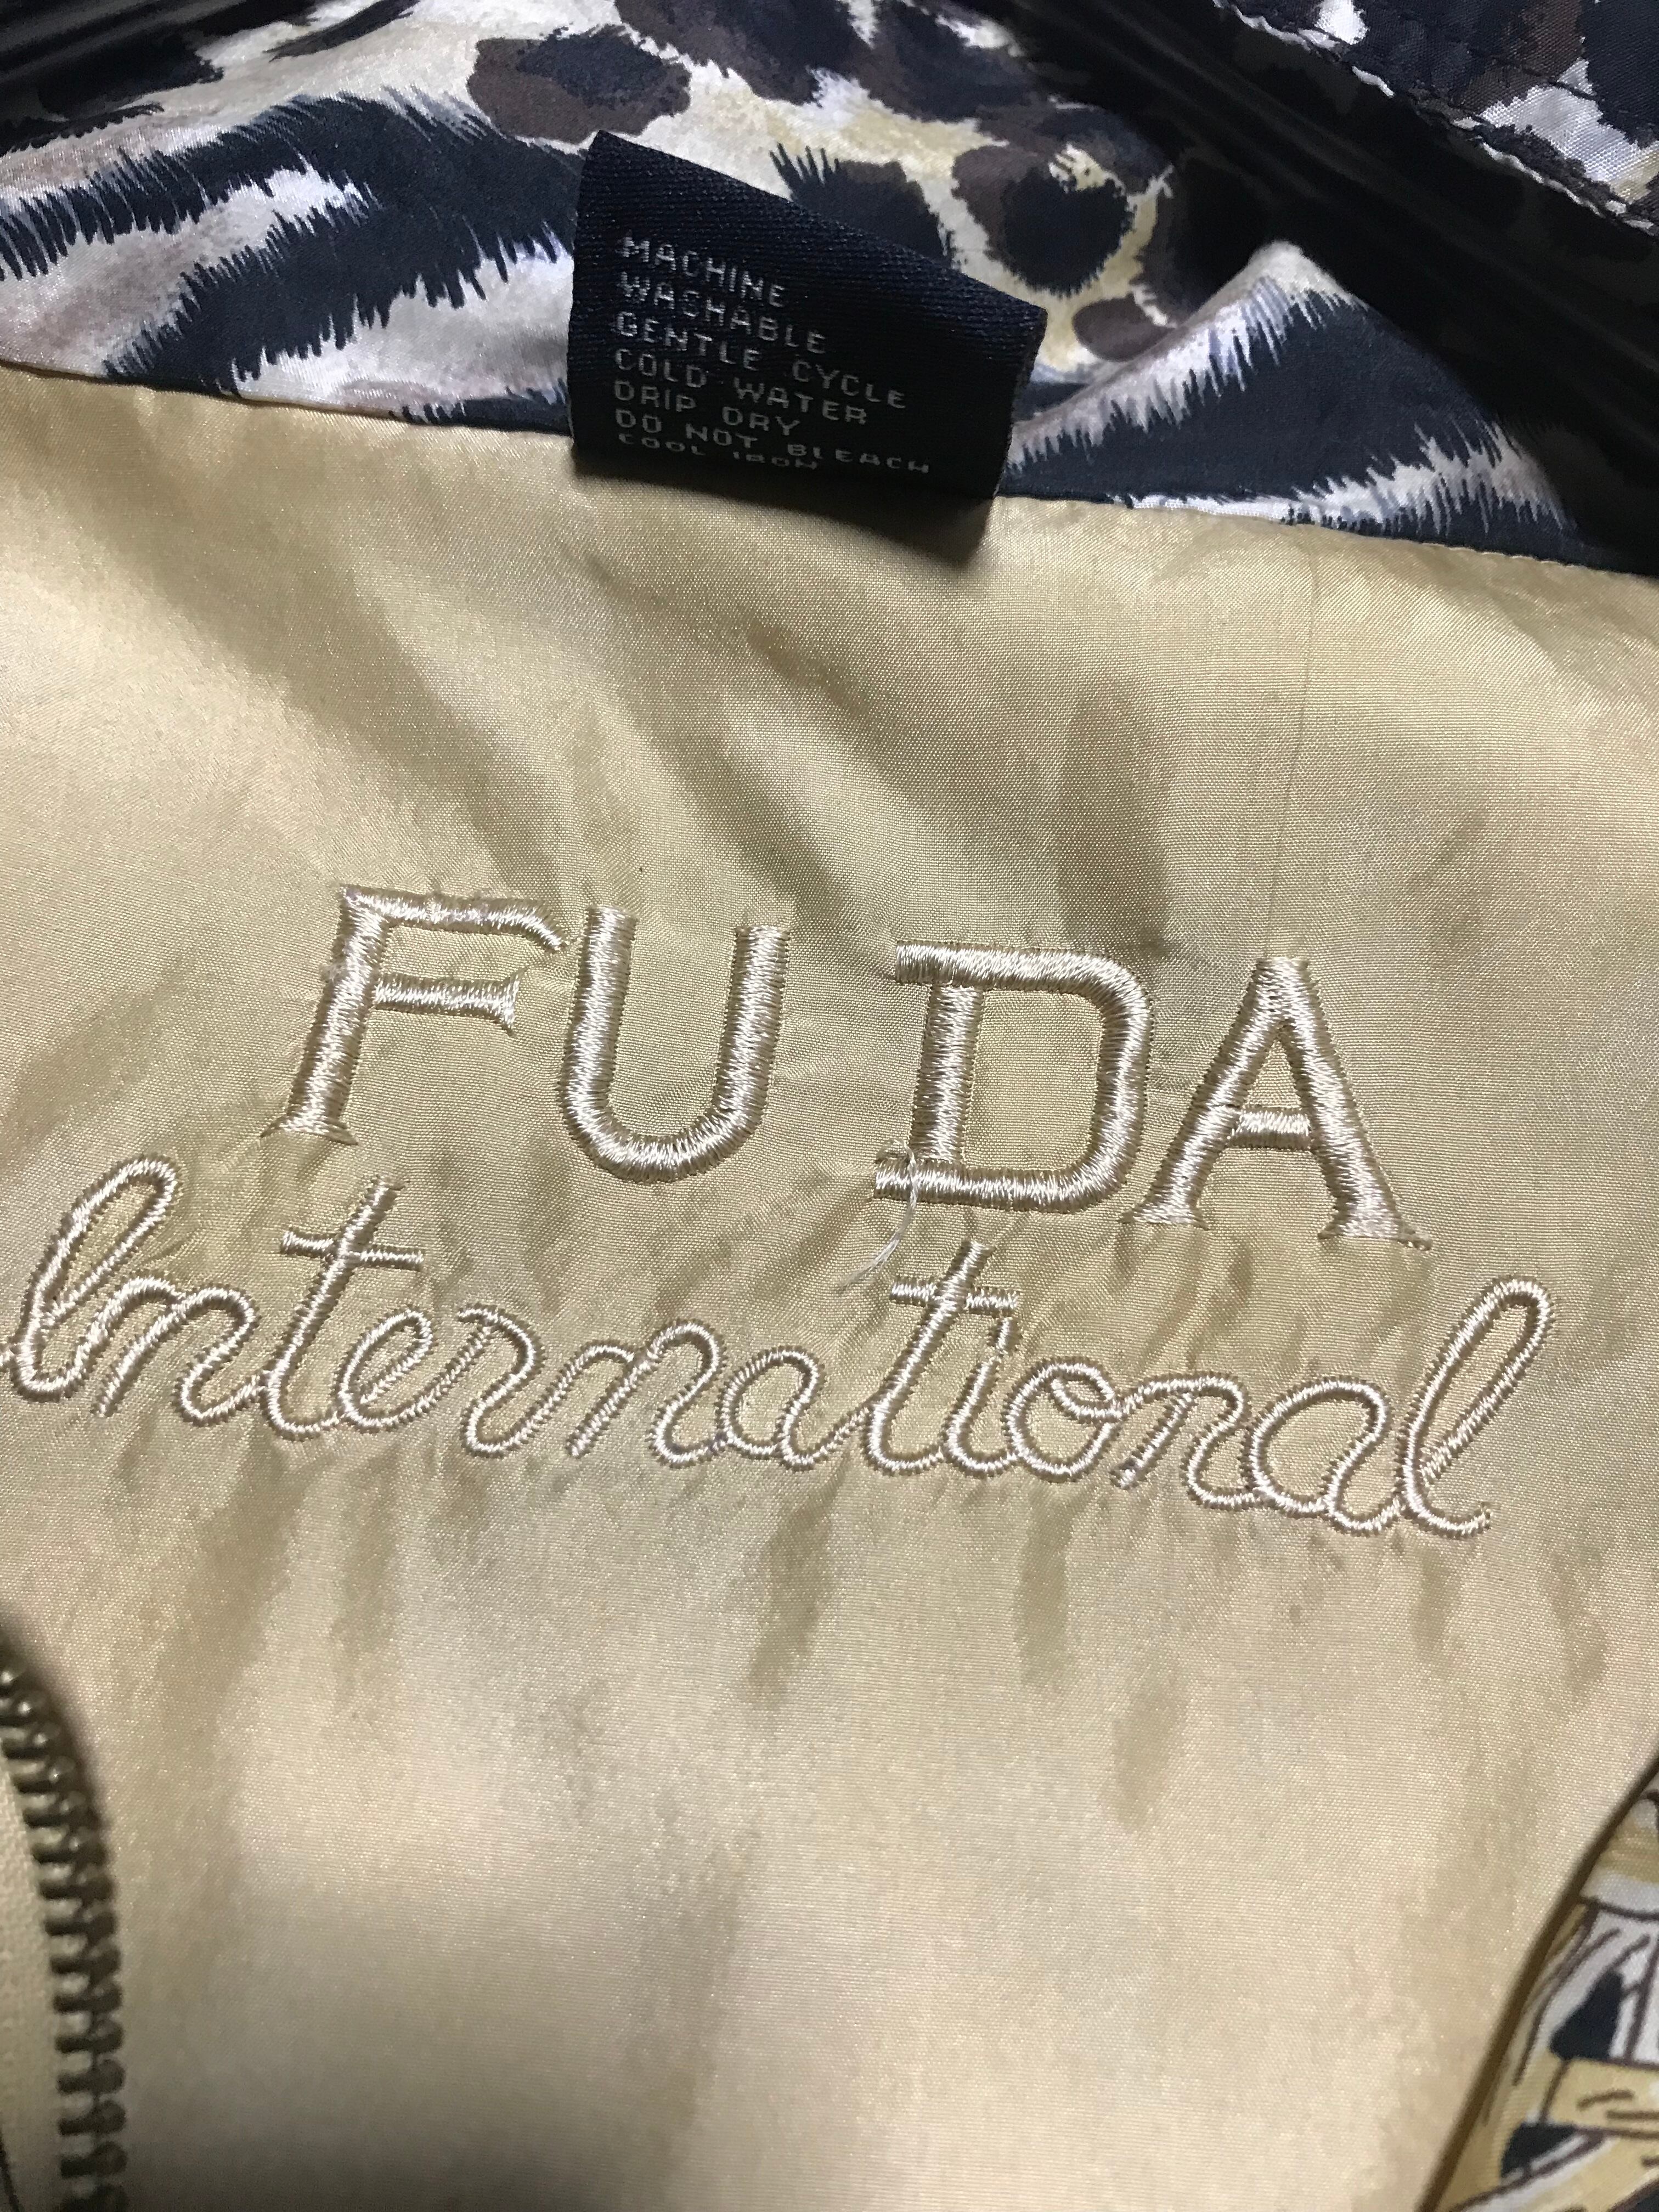 MACHINE
WASHABLE
GENTLE CYCLE
COLD WATER
DRIP DRY
DO NOT BLEACH
COOL IRON
FU DA
International